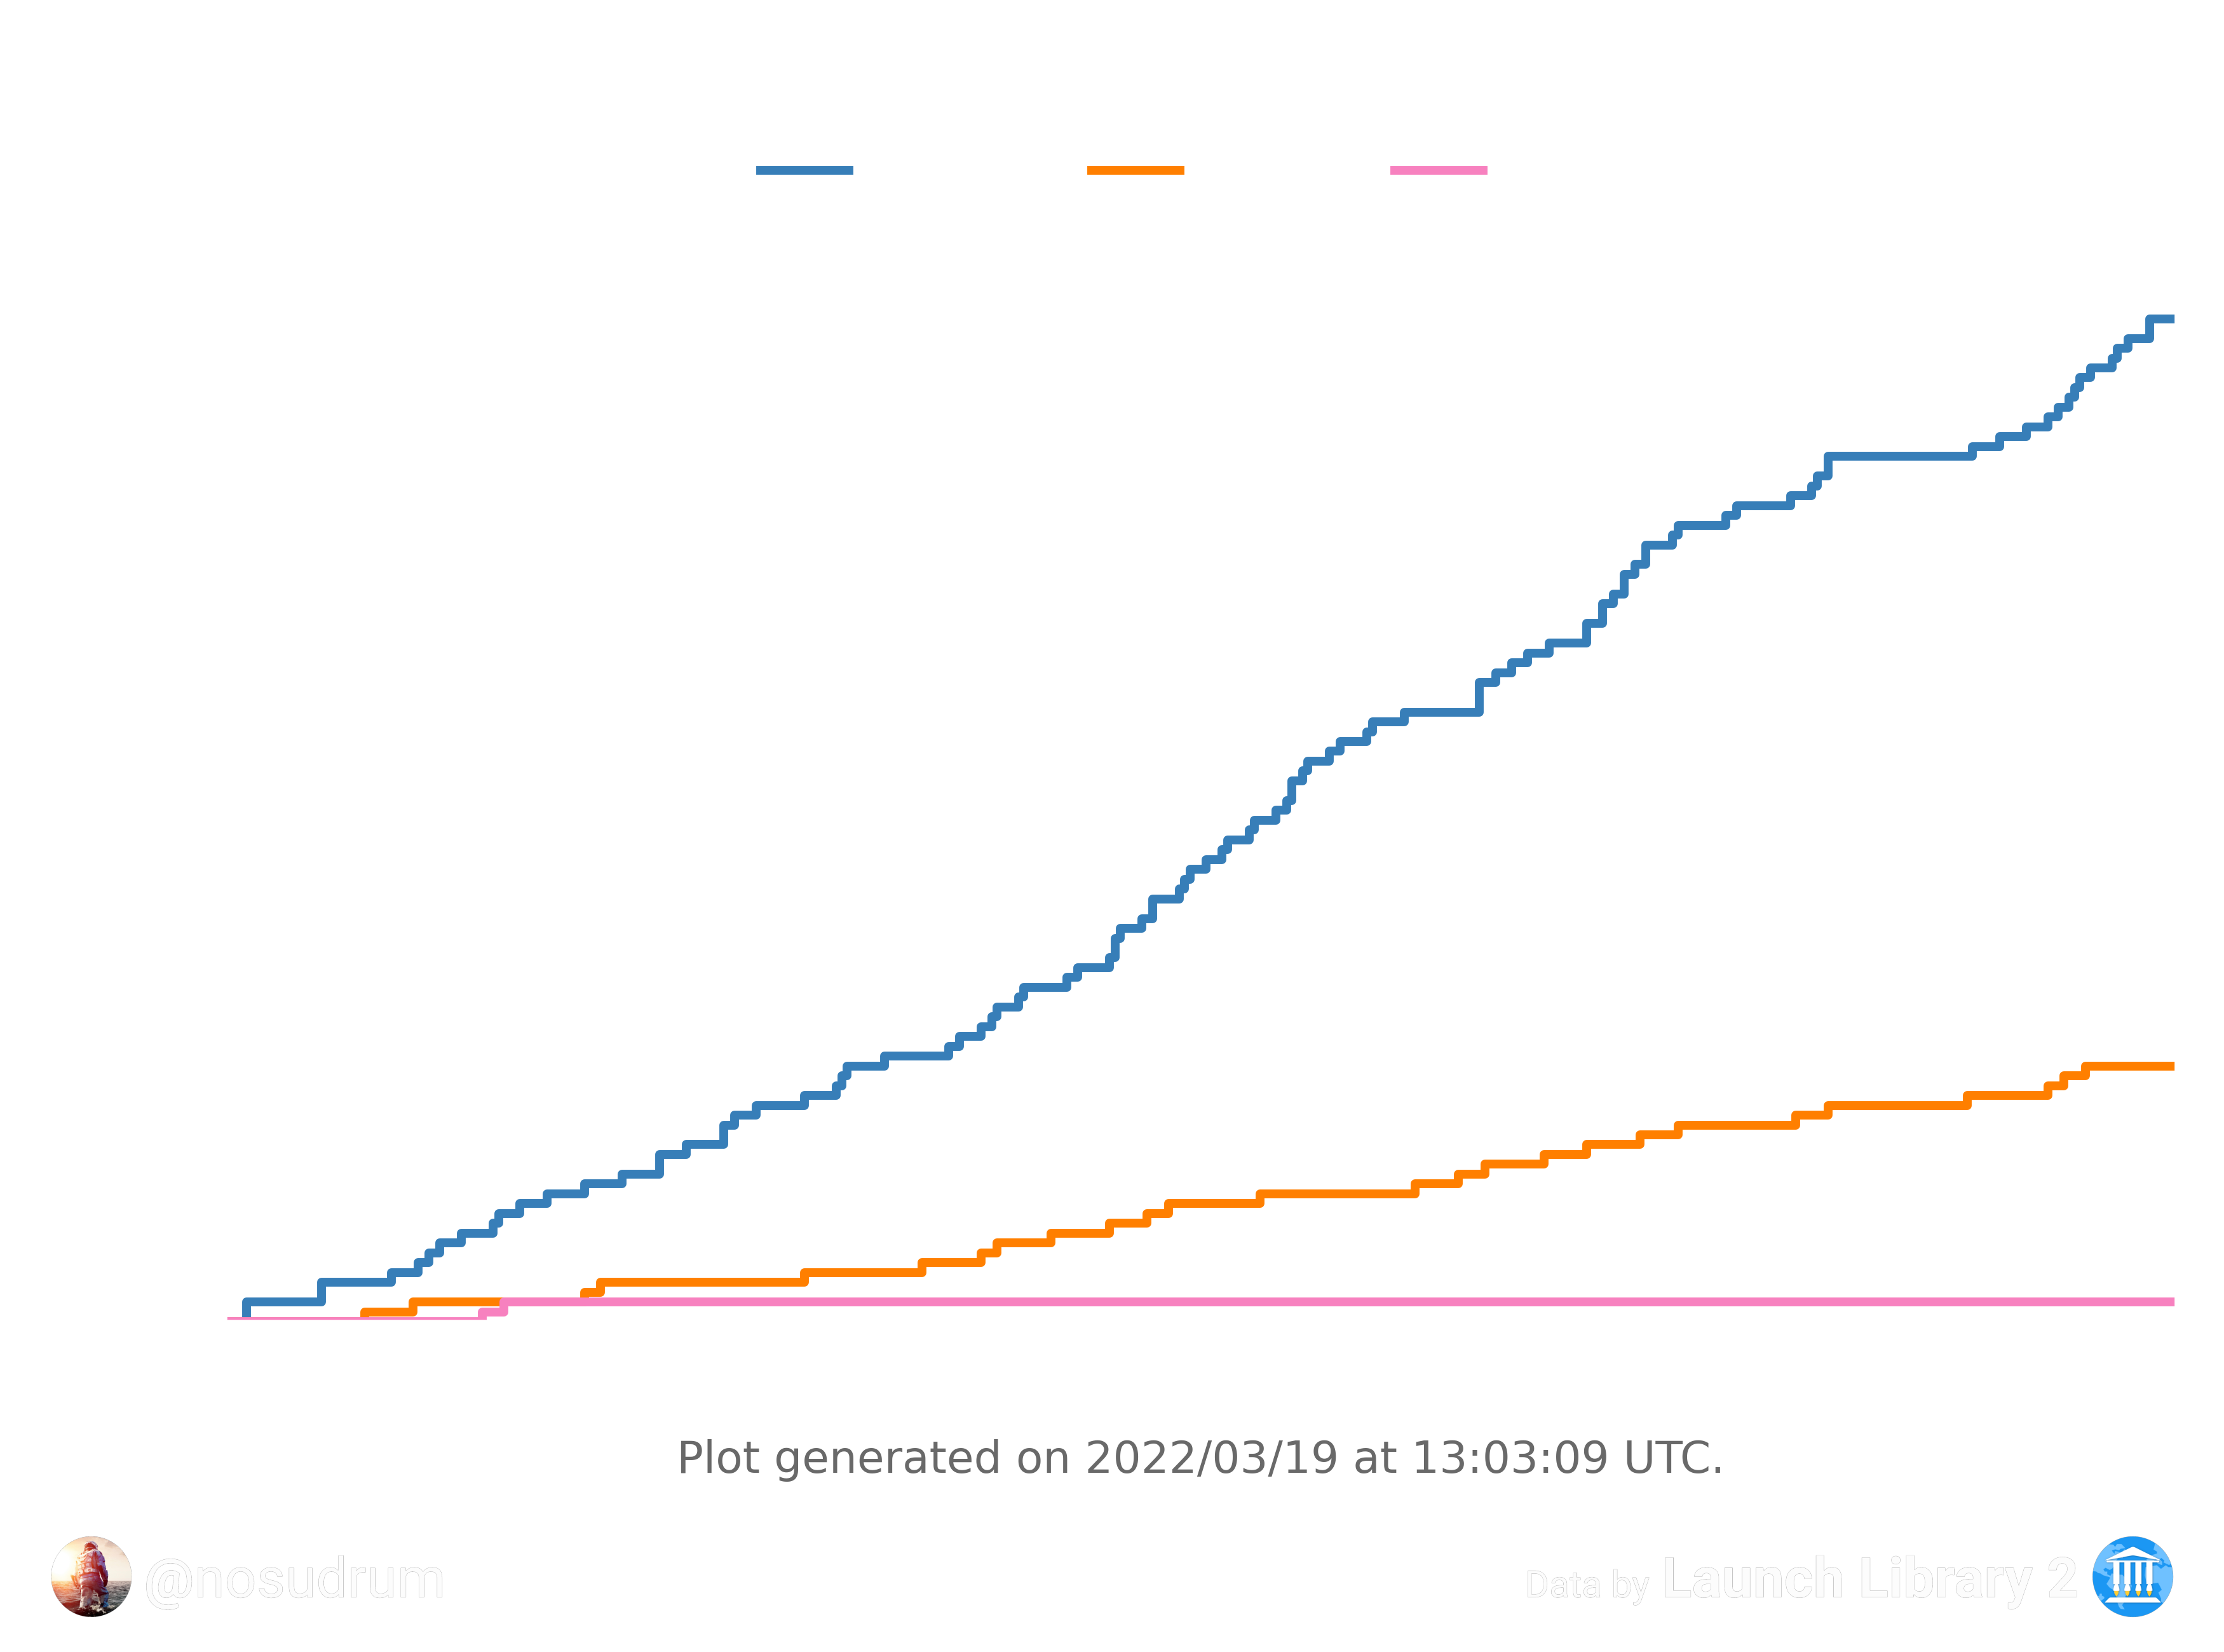 Plot generated on 2022/03/19 at 13:03:09 UTC.
@nosudrum
Data by Launch Library 2